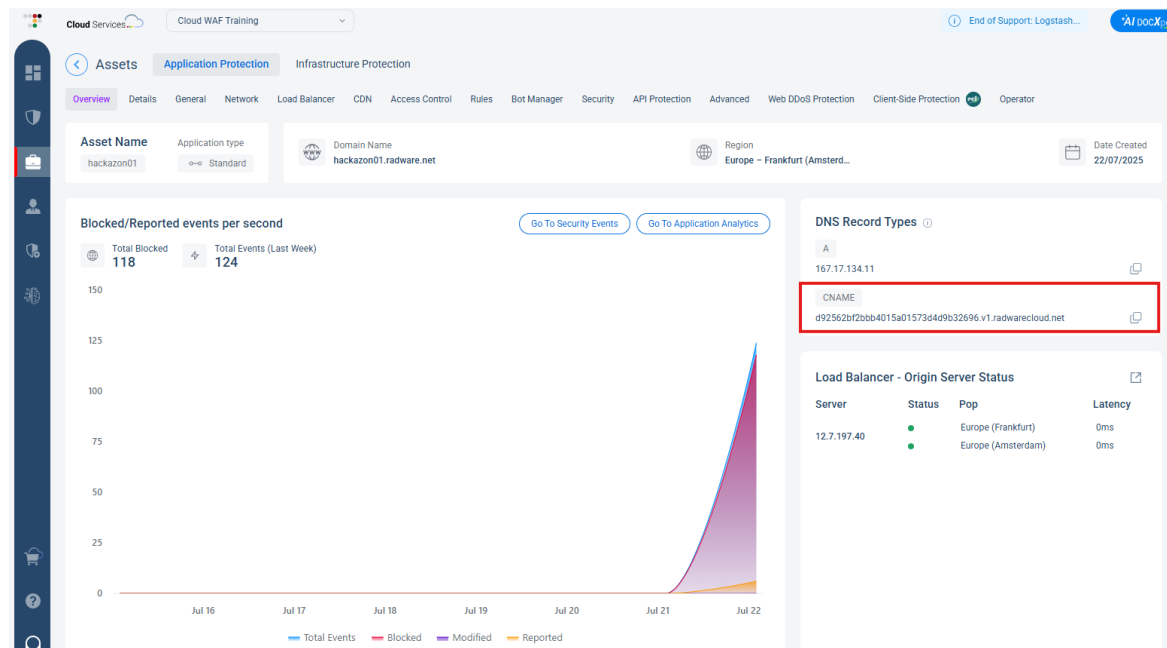 Cloud Services
Cloud WAF Training
End of Support: Logstash...
AI DOCX
Assets
Application Protection
Infrastructure Protection
Overview Details General Network Load Balancer CDN Access Control Rules Bot Manager Security API Protection Advanced Web DDoS Protection Client-Side Protection Operator
Asset Name
hackazon01
Application type
Standard
Domain Name
hackazon01.radware.net
Region
Europe – Frankfurt (Amsterd...
Date Created
22/07/2025
Blocked/Reported events per second
Go To Security Events
Go To Application Analytics
Total Blocked
118
Total Events (Last Week)
124
150
125
100
75
50
25
0
Jul 16 Jul 17 Jul 18 Jul 19 Jul 20 Jul 21 Jul 22
Total Events Blocked Modified Reported
DNS Record Types
A
167.17.134.11
CNAME
d92562bf2bbb4015a01573d4d9b32696.v1.radwarecloud.net
Load Balancer - Origin Server Status
Server Status Pop Latency
12.7.197.40
Europe (Frankfurt) 0ms
Europe (Amsterdam) 0ms